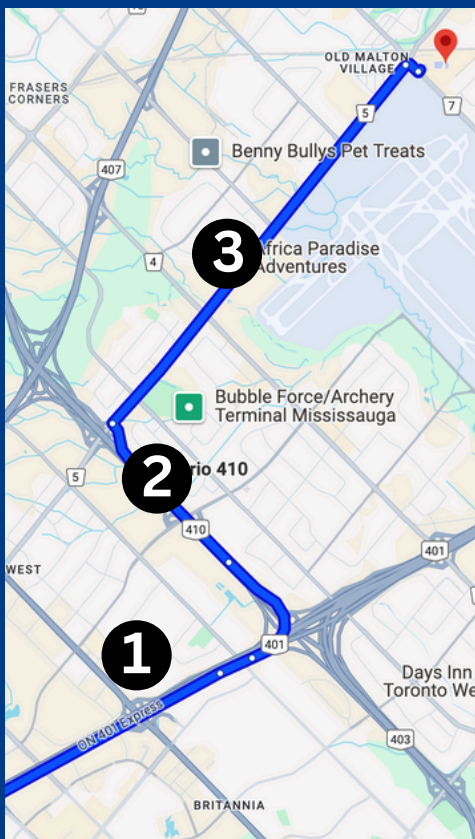 OLD MALTON
VILLAGE
FRASERS
CORNERS
7
5
Benny Bullys Pet Treats
407
3
Africa Paradise
Adventures
4
Bubble Force/Archery
Terminal Mississauga
2
rio 410
5
410
401
WEST
1
401
Days Inn
Toronto We
ON 401 Express
403
BRITANNIA